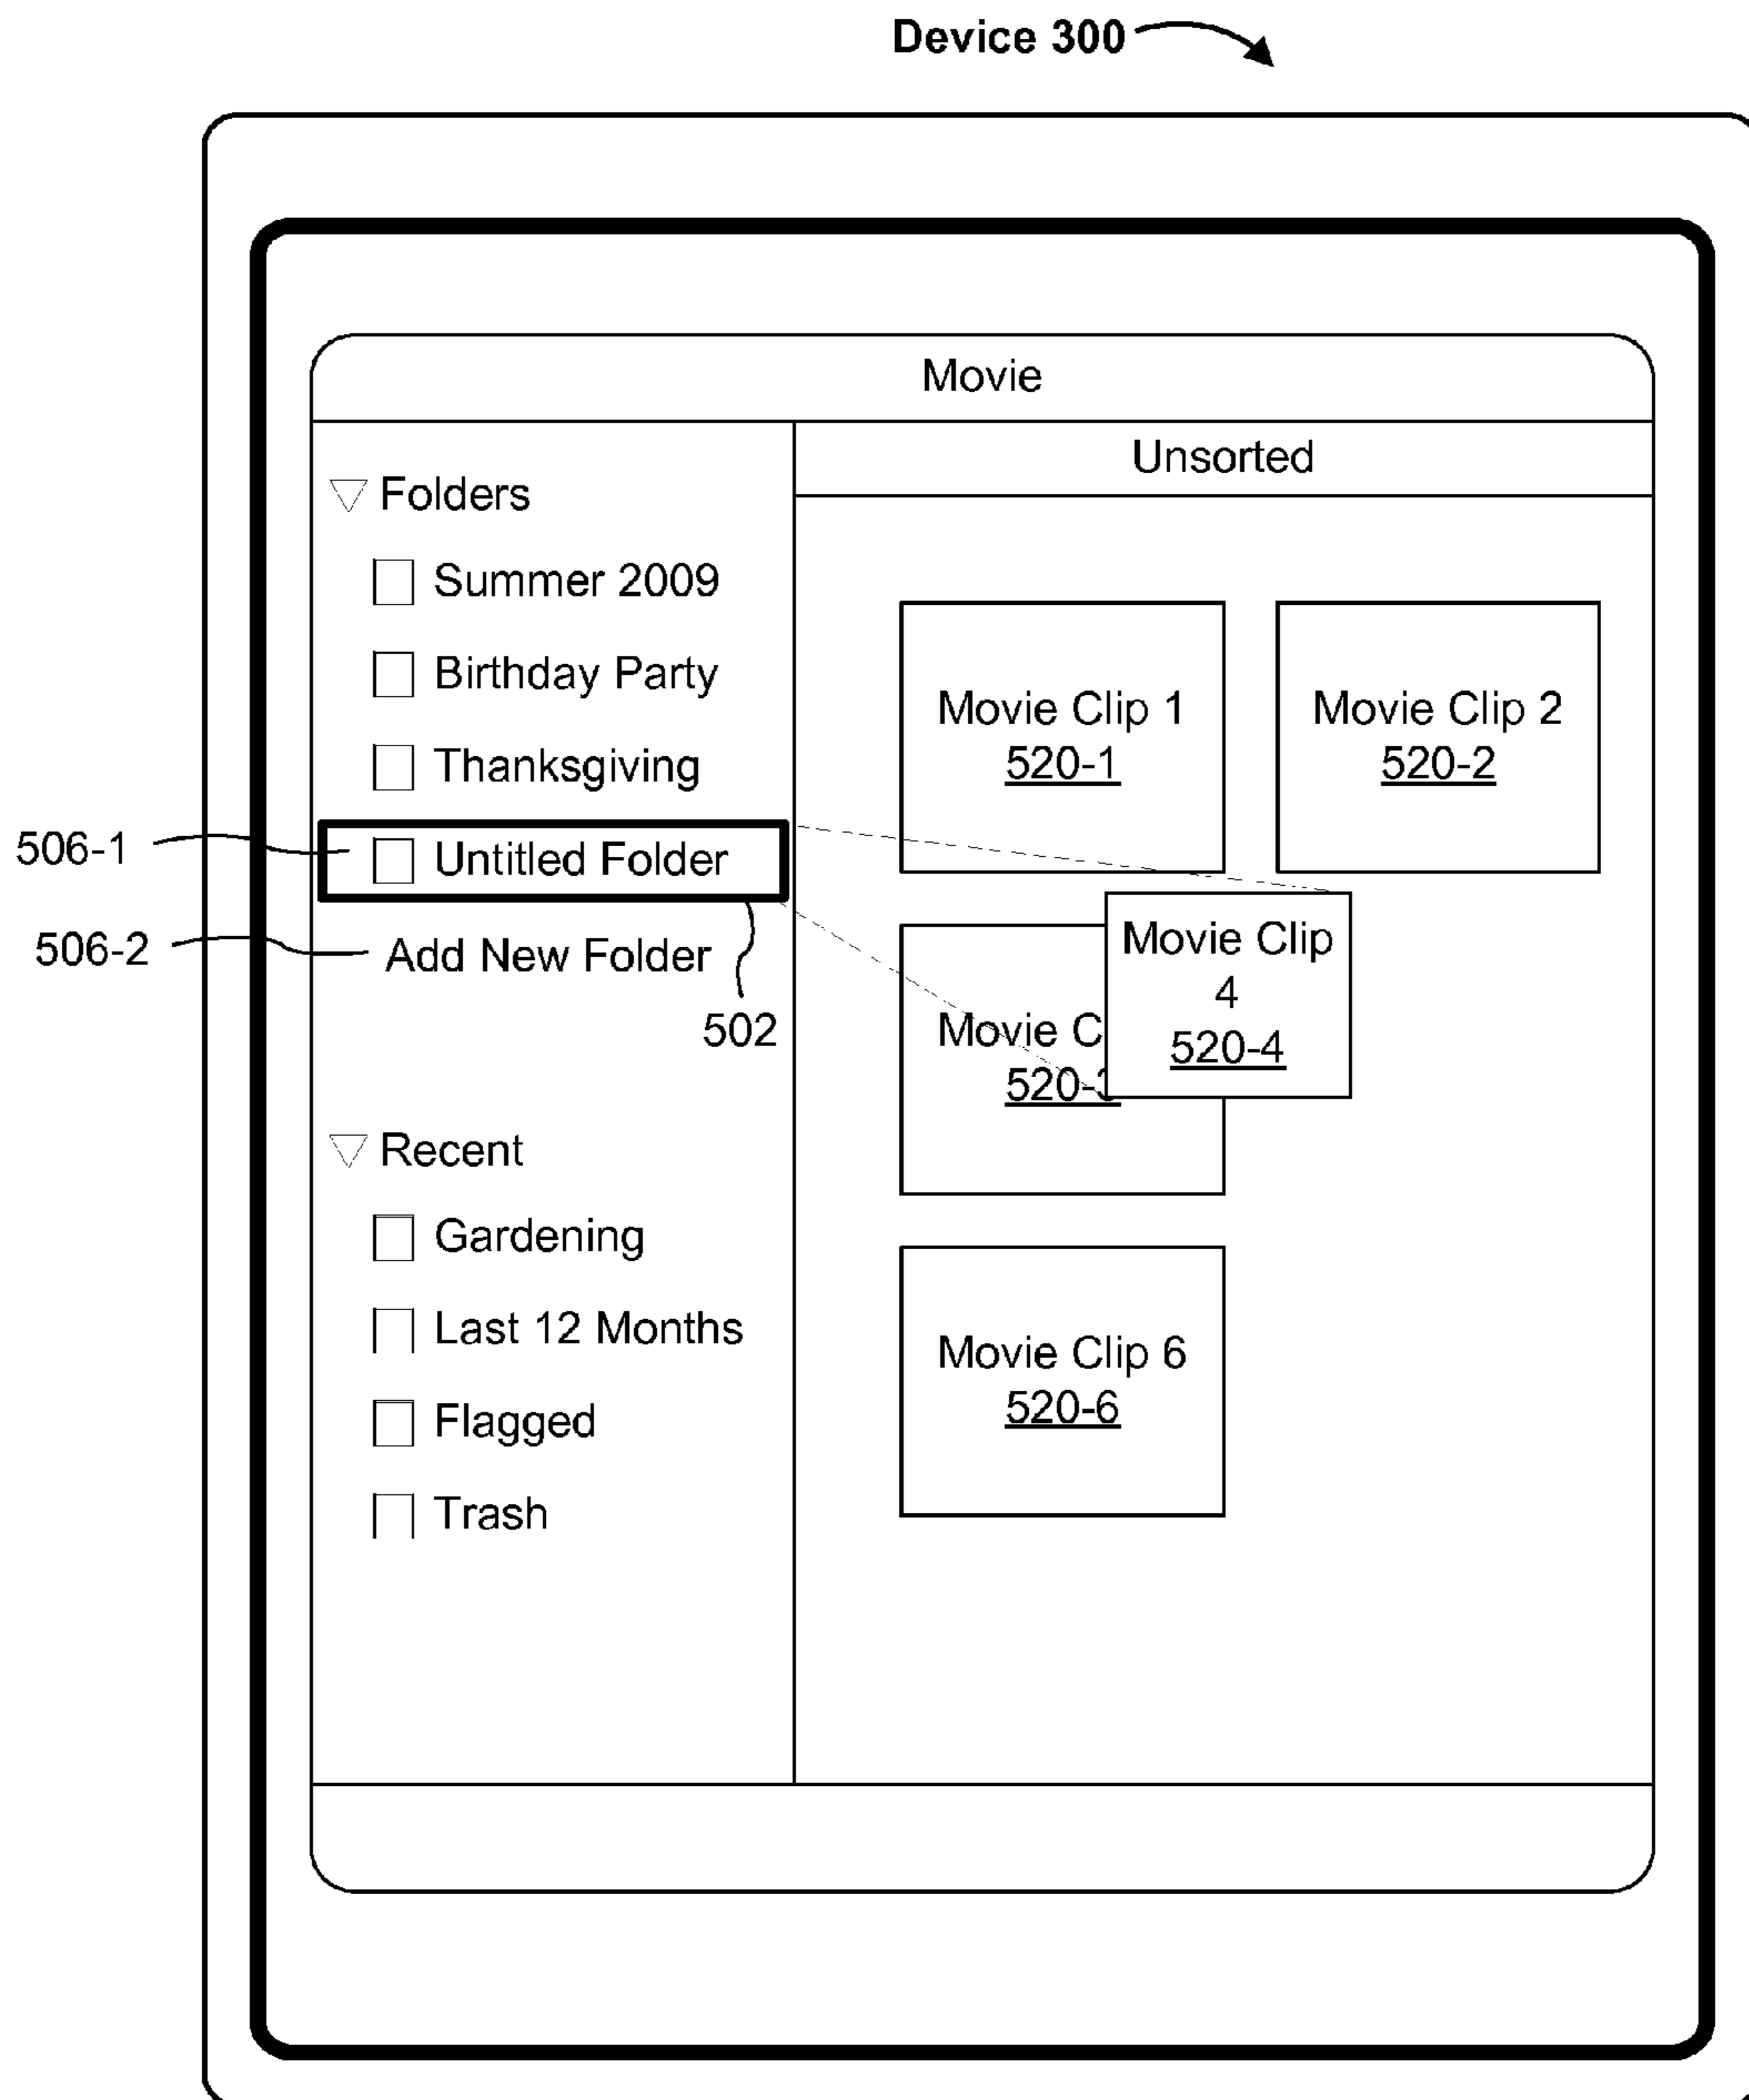 Device 300
Movie
Folders
Summer 2009
Birthday Party
Thanksgiving
506-1
Untitled Folder
506-2
Add New Folder
502
Recent
Gardening
Last 12 Months
Flagged
Trash
Unsorted
Movie Clip 1
520-1
Movie Clip 2
520-2
Movie C
520-
Movie Clip
4
520-4
Movie Clip 6
520-6